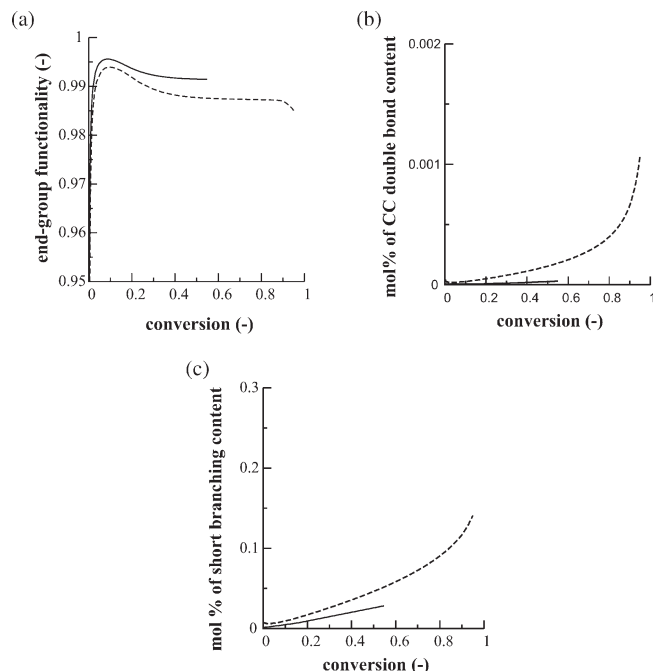 (a)
1
0.99
0.98
0.97
0.96
0.95
0 0.2 0.4 0.6 0.8 1
end-group functionality (-)
conversion (-)
(b)
0.002
0.001
0
0 0.2 0.4 0.6 0.8 1
mol% of CC double bond content
conversion (-)
(c)
0.3
0.2
0.1
0
0 0.2 0.4 0.6 0.8 1
mol % of short branching content
conversion (-)